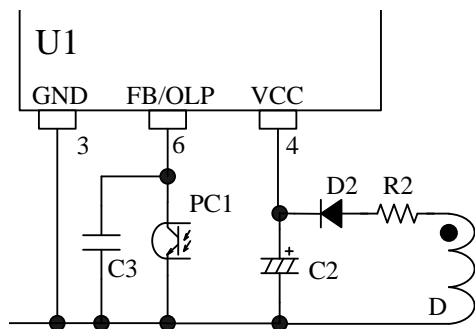 U1
GND FB/OLP VCC
3 6 4
D2 R2
PC1
C3 C2 D